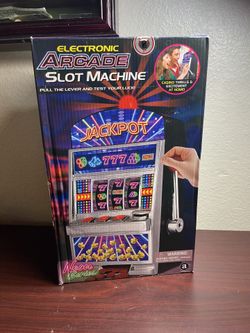 ELECTRONIC
ARCADE
SLOT MACHINE
PULL THE LEVER AND TEST YOUR LUCK!
CASINO THRILLS &
EXCITEMENT
AT HOME!
JACKPOT
777
WARNING